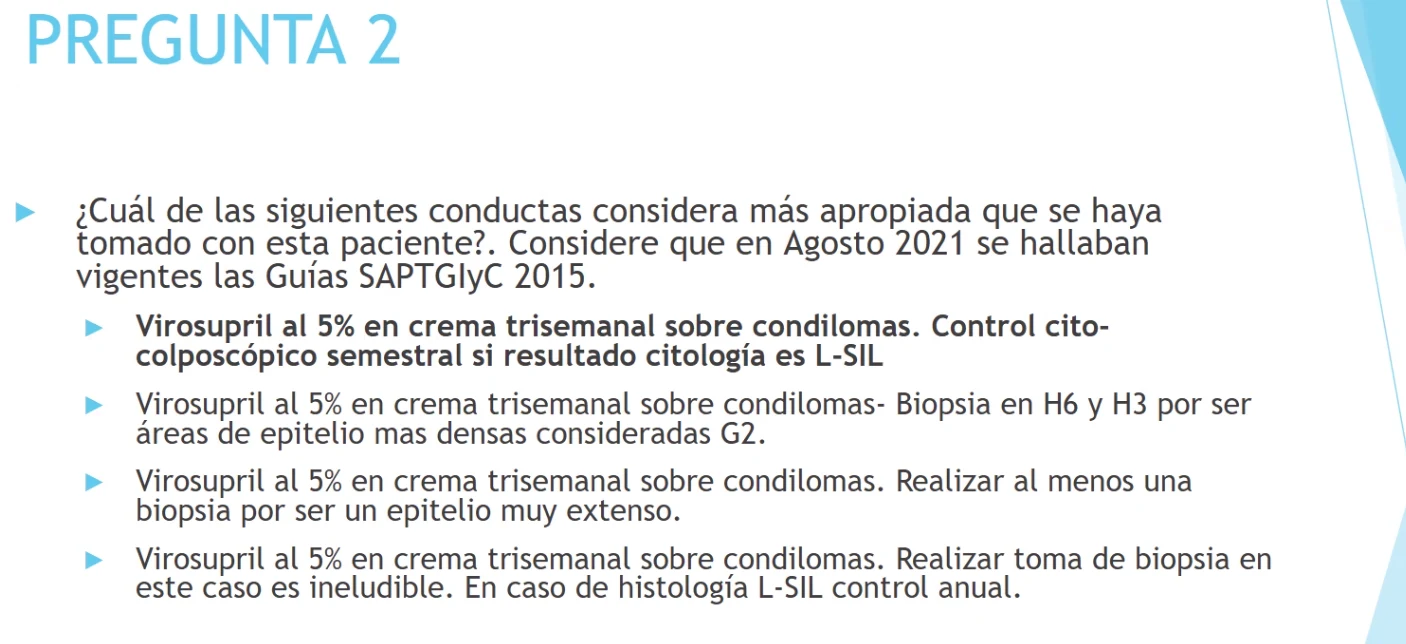 PREGUNTA 2
¿Cuál de las siguientes conductas considera más apropiada que se haya
tomado con esta paciente?. Considere que en Agosto 2021 se hallaban
vigentes las Guías SAPTGIyC 2015.
Virosupril al 5% en crema trisemanal sobre condilomas. Control cito-
colposcópico semestral si resultado citología es L-SIL
Virosupril al 5% en crema trisemanal sobre condilomas- Biopsia en H6 y H3 por ser
áreas de epitelio mas densas consideradas G2.
Virosupril al 5% en crema trisemanal sobre condilomas. Realizar al menos una
biopsia por ser un epitelio muy extenso.
Virosupril al 5% en crema trisemanal sobre condilomas. Realizar toma de biopsia en
este caso es ineludible. En caso de histología L-SIL control anual.